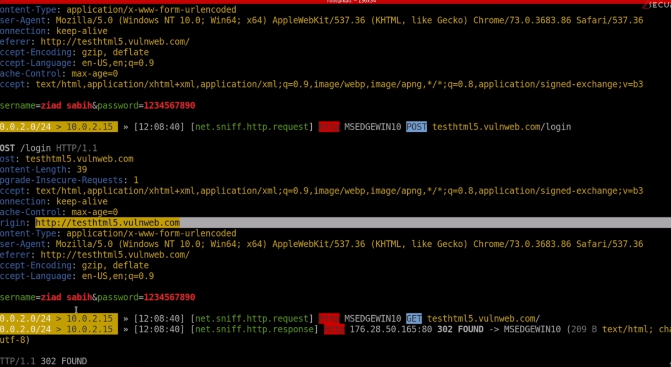 ontent-Type: application/x-www-form-urlencoded
ser-Agent: Mozilla/5.0 (Windows NT 10.0; Win64; x64) AppleWebKit/537.36 (KHTML, like Gecko) Chrome/73.0.3683.86 Safari/537.36
onnection: keep-alive
eferer: http://testhtml5.vulnweb.com/
ccept-Encoding: gzip, deflate
ccept-Language: en-US,en;q=0.9
ache-Control: max-age=0
ccept: text/html,application/xhtml+xml,application/xml;q=0.9,image/webp,image/apng,*/*;q=0.8,application/signed-exchange;v=b3
sername=ziad sabih&password=1234567890
0.0.2.0/24 > 10.0.2.15 » [12:08:40] [net.sniff.http.request] MSEDGEWIN10 POST testhtml5.vulnweb.com/login
OST /login HTTP/1.1
ost: testhtml5.vulnweb.com
ontent-Length: 39
pgrade-Insecure-Requests: 1
ccept: text/html,application/xhtml+xml,application/xml;q=0.9,image/webp,image/apng,*/*;q=0.8,application/signed-exchange;v=b3
onnection: keep-alive
ache-Control: max-age=0
rigin: http://testhtml5.vulnweb.com
ontent-Type: application/x-www-form-urlencoded
ser-Agent: Mozilla/5.0 (Windows NT 10.0; Win64; x64) AppleWebKit/537.36 (KHTML, like Gecko) Chrome/73.0.3683.86 Safari/537.36
eferer: http://testhtml5.vulnweb.com/
ccept-Encoding: gzip, deflate
ccept-Language: en-US,en;q=0.9
sername=ziad sabih&password=1234567890
0.0.2.0/24 > 10.0.2.15 » [12:08:40] [net.sniff.http.request] MSEDGEWIN10 GET testhtml5.vulnweb.com/
0.0.2.0/24 > 10.0.2.15 » [12:08:40] [net.sniff.http.response] 176.28.50.165:80 302 FOUND -> MSEDGEWIN10 (209 B text/html; cha
utf-8)
TTP/1.1 302 FOUND